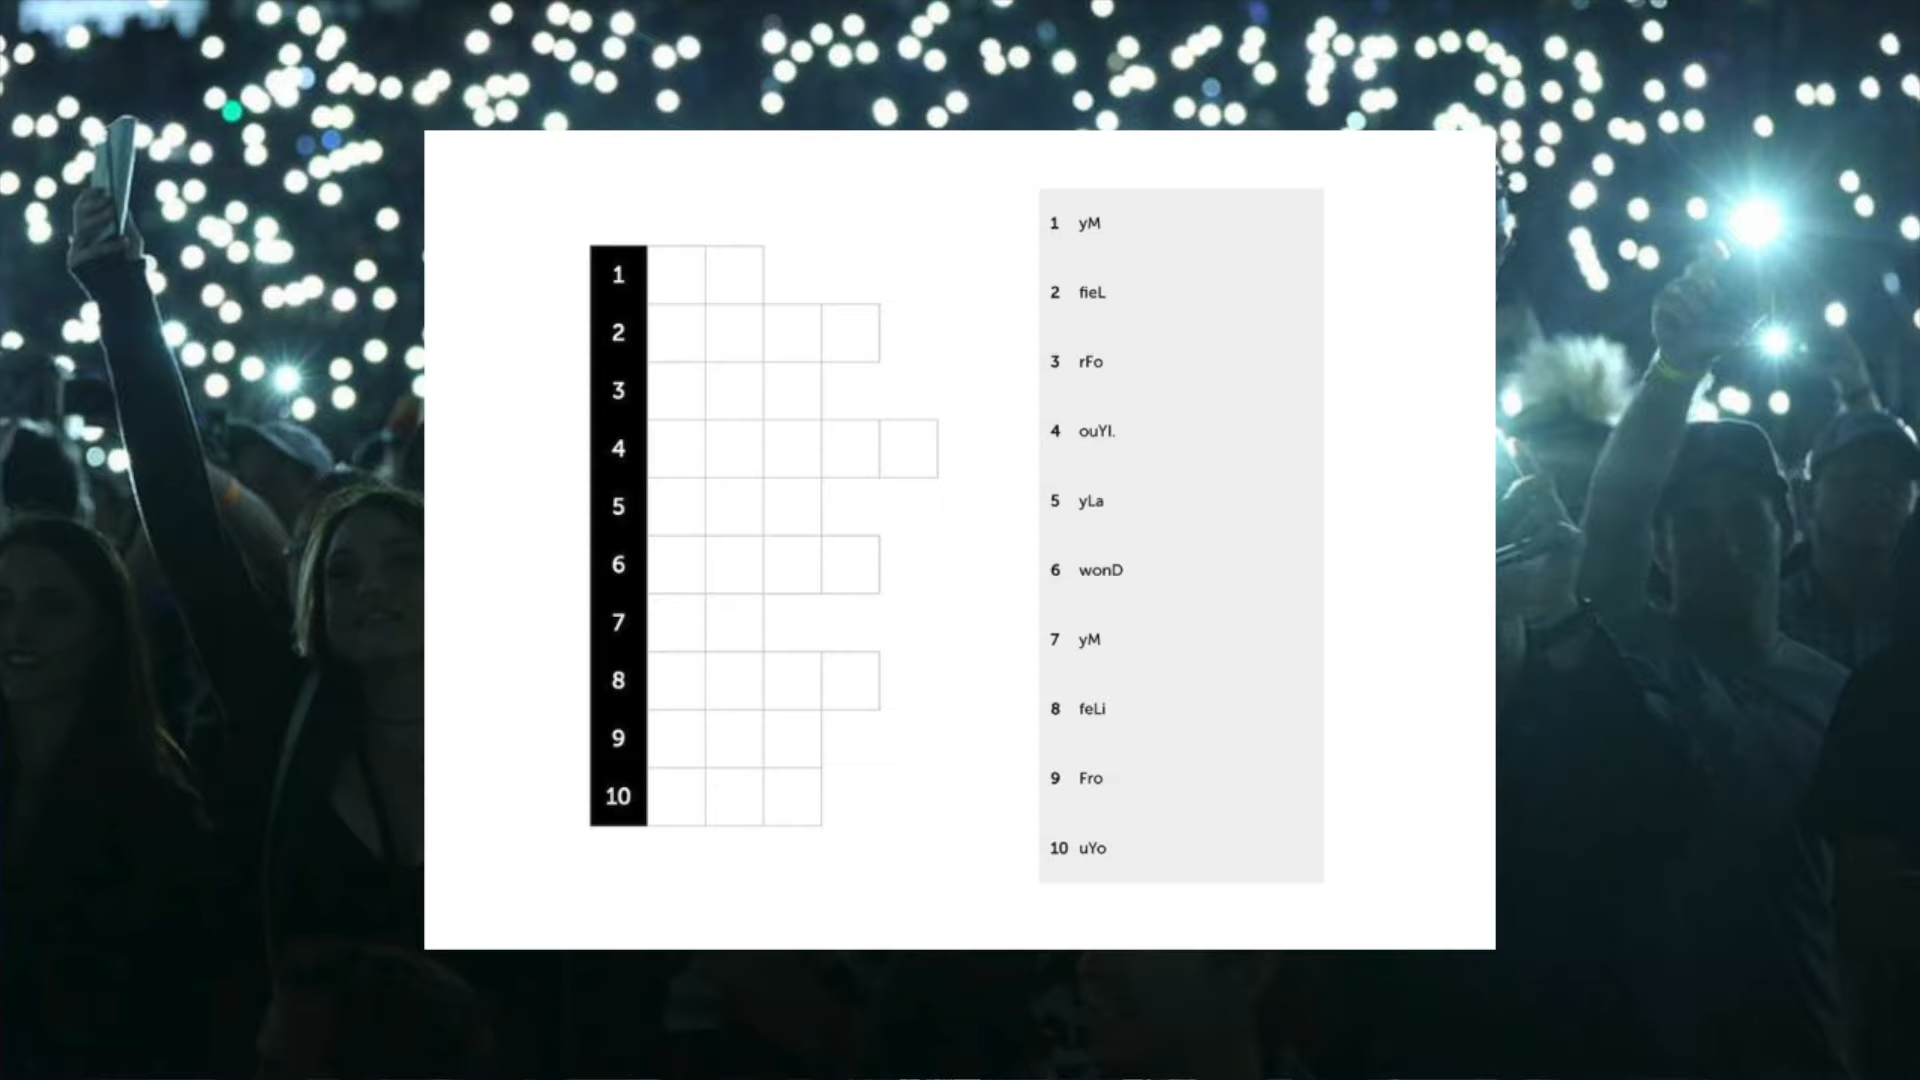 1
2
3
4
5
6
7
8
9
10
1 yM
2 fieL
3 rFo
4 ouYI.
5 yLa
6 wonD
7 yM
8 feLi
9 Fro
10 uYo